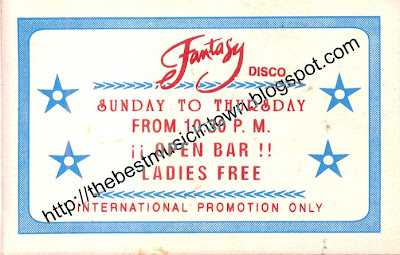 Fantasy
DISCO
SUNDAY TO THURSDAY
FROM 10:30 P. M.
¡¡ OPEN BAR !!
LADIES FREE
INTERNATIONAL PROMOTION ONLY
http://thebestmusicintown.blogspot.com